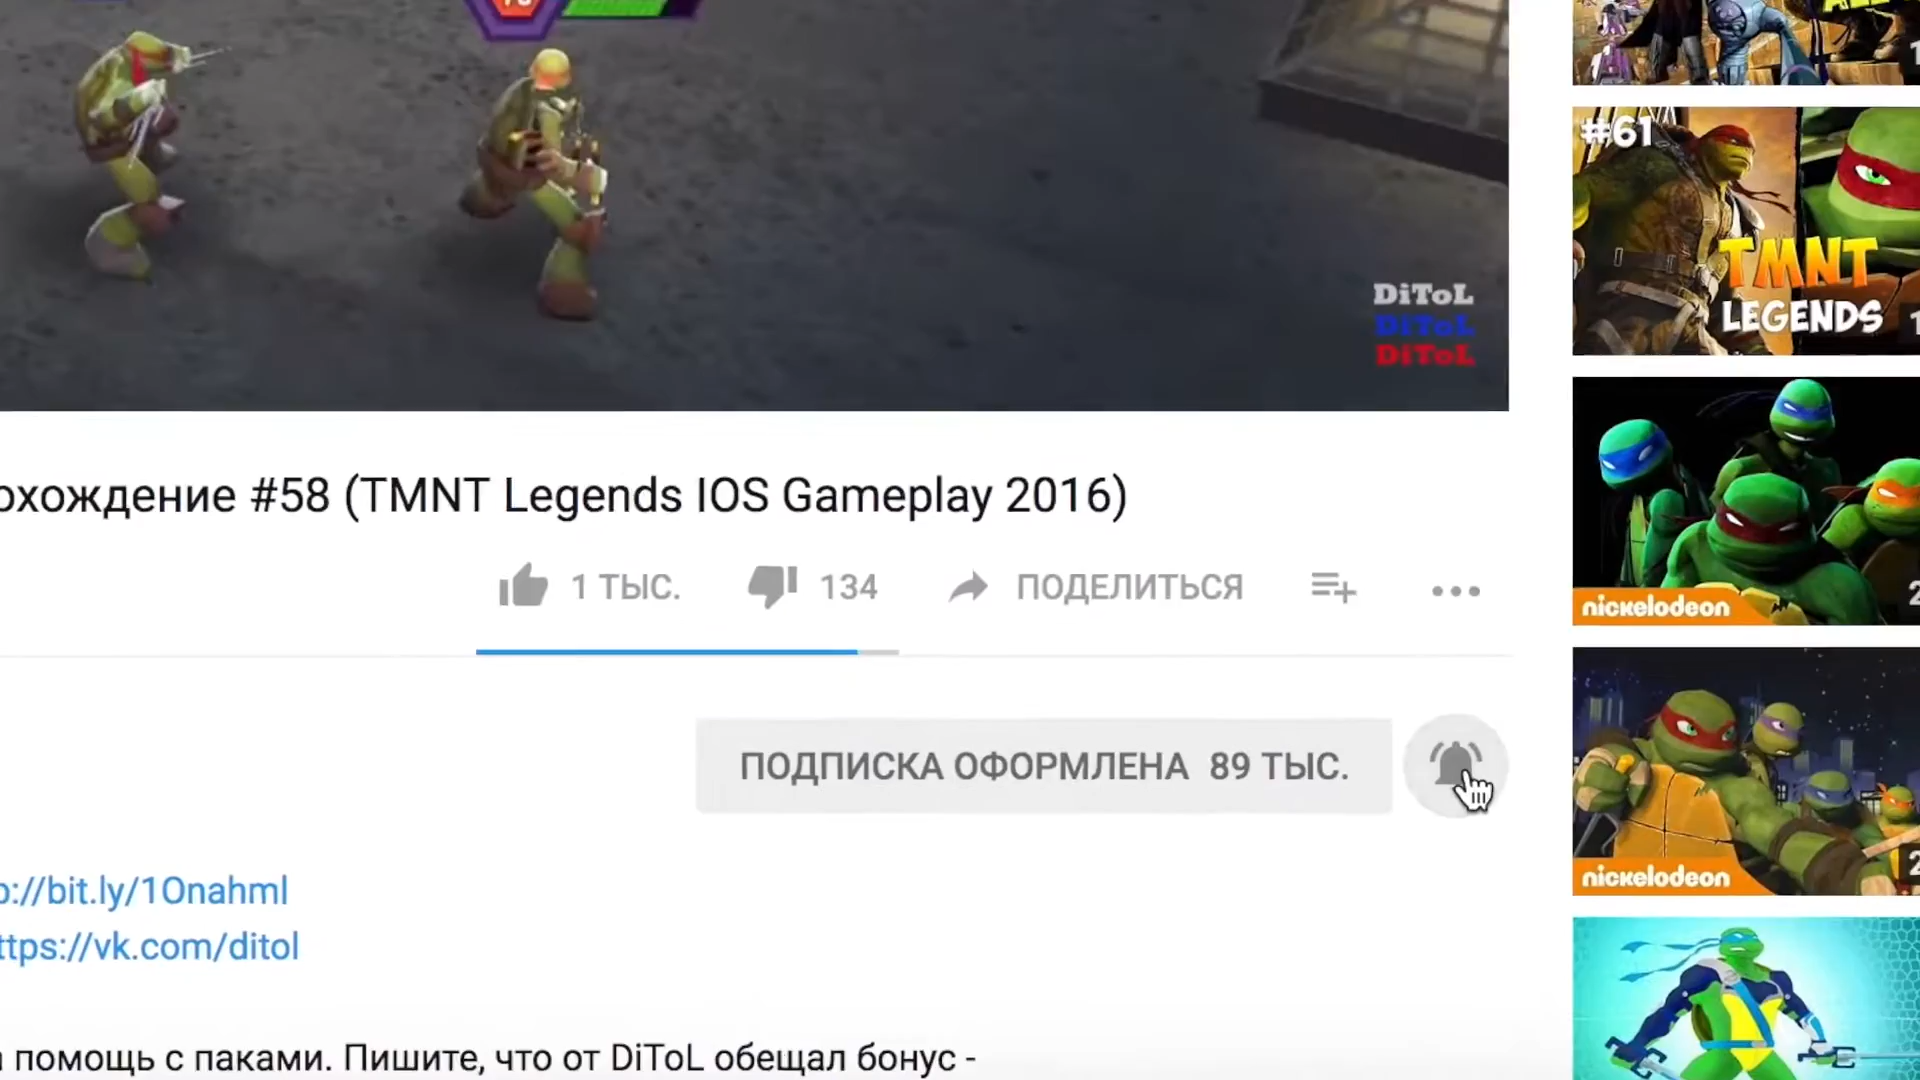 #61
TMNT
LEGENDS
DiToL
DiToL
DiToL
охождение #58 (TMNT Legends IOS Gameplay 2016)
1 ТЫС. 134 ПОДЕЛИТЬСЯ
nickelodeon
ПОДПИСКА ОФОРМЛЕНА 89 ТЫС.
nickelodeon
p://bit.ly/1Onahml
ttps://vk.com/ditol
помощь с паками. Пишите, что от DiToL обещал бонус -